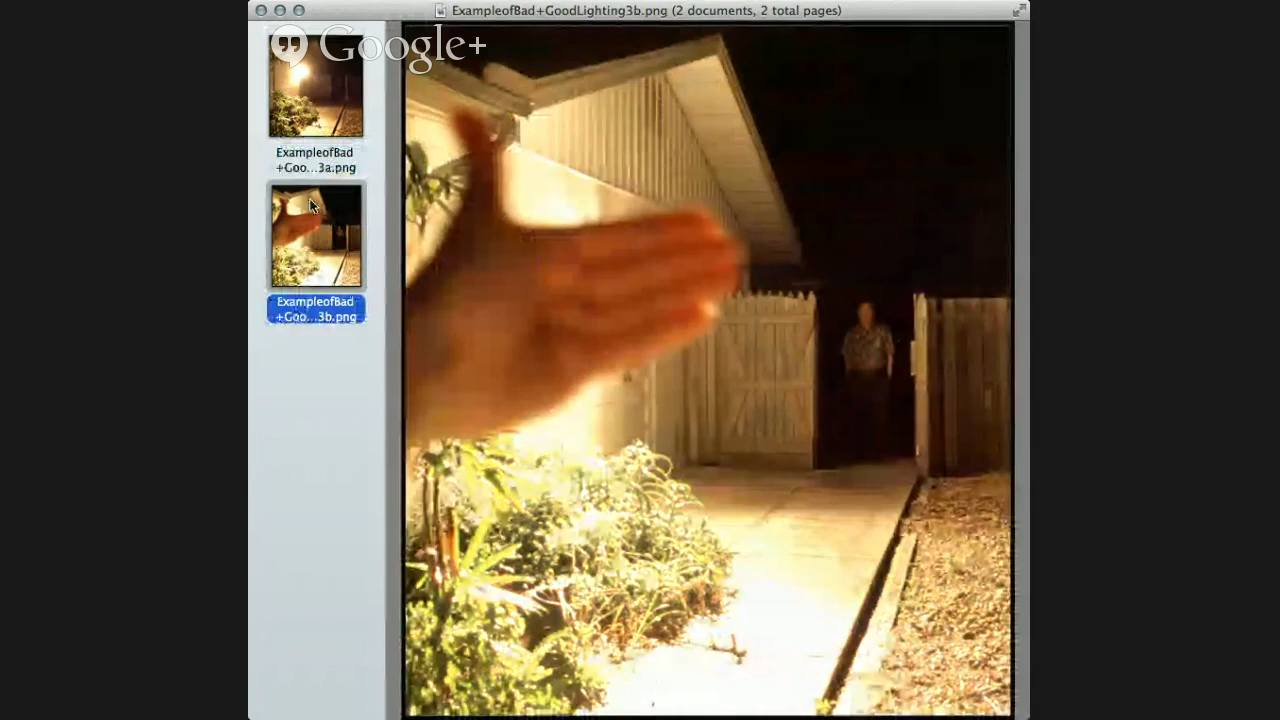 ExampleofBad+GoodLighting3b.png (2 documents, 2 total pages)
Google+
ExampleofBad
+Goo...3a.png
ExampleofBad
+Goo...3b.png